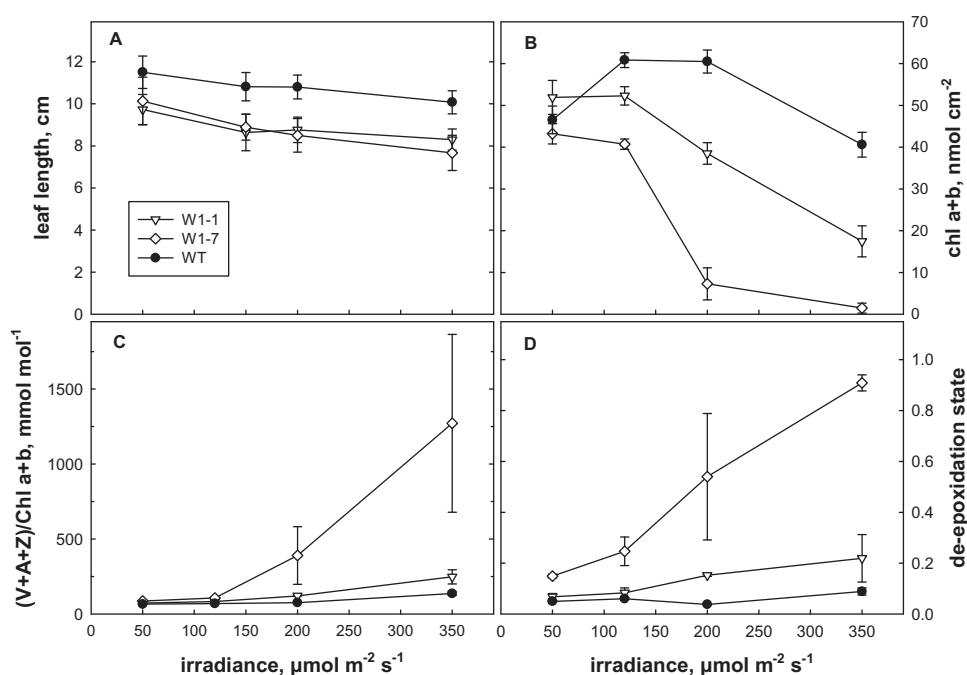 A
12
10
8
6
4
2
0
leaf length, cm
W1-1
W1-7
WT
B
70
60
50
40
30
20
10
0
chl a+b, nmol cm⁻²
C
1500
1250
1000
750
500
250
0
(V+A+Z)/Chl a+b, mmol mol⁻¹
0 50 100 150 200 250 300 350
irradiance, µmol m⁻² s⁻¹
D
1.0
0.8
0.6
0.4
0.2
0.0
de-epoxidation state
0 50 100 150 200 250 300 350
irradiance, µmol m⁻² s⁻¹